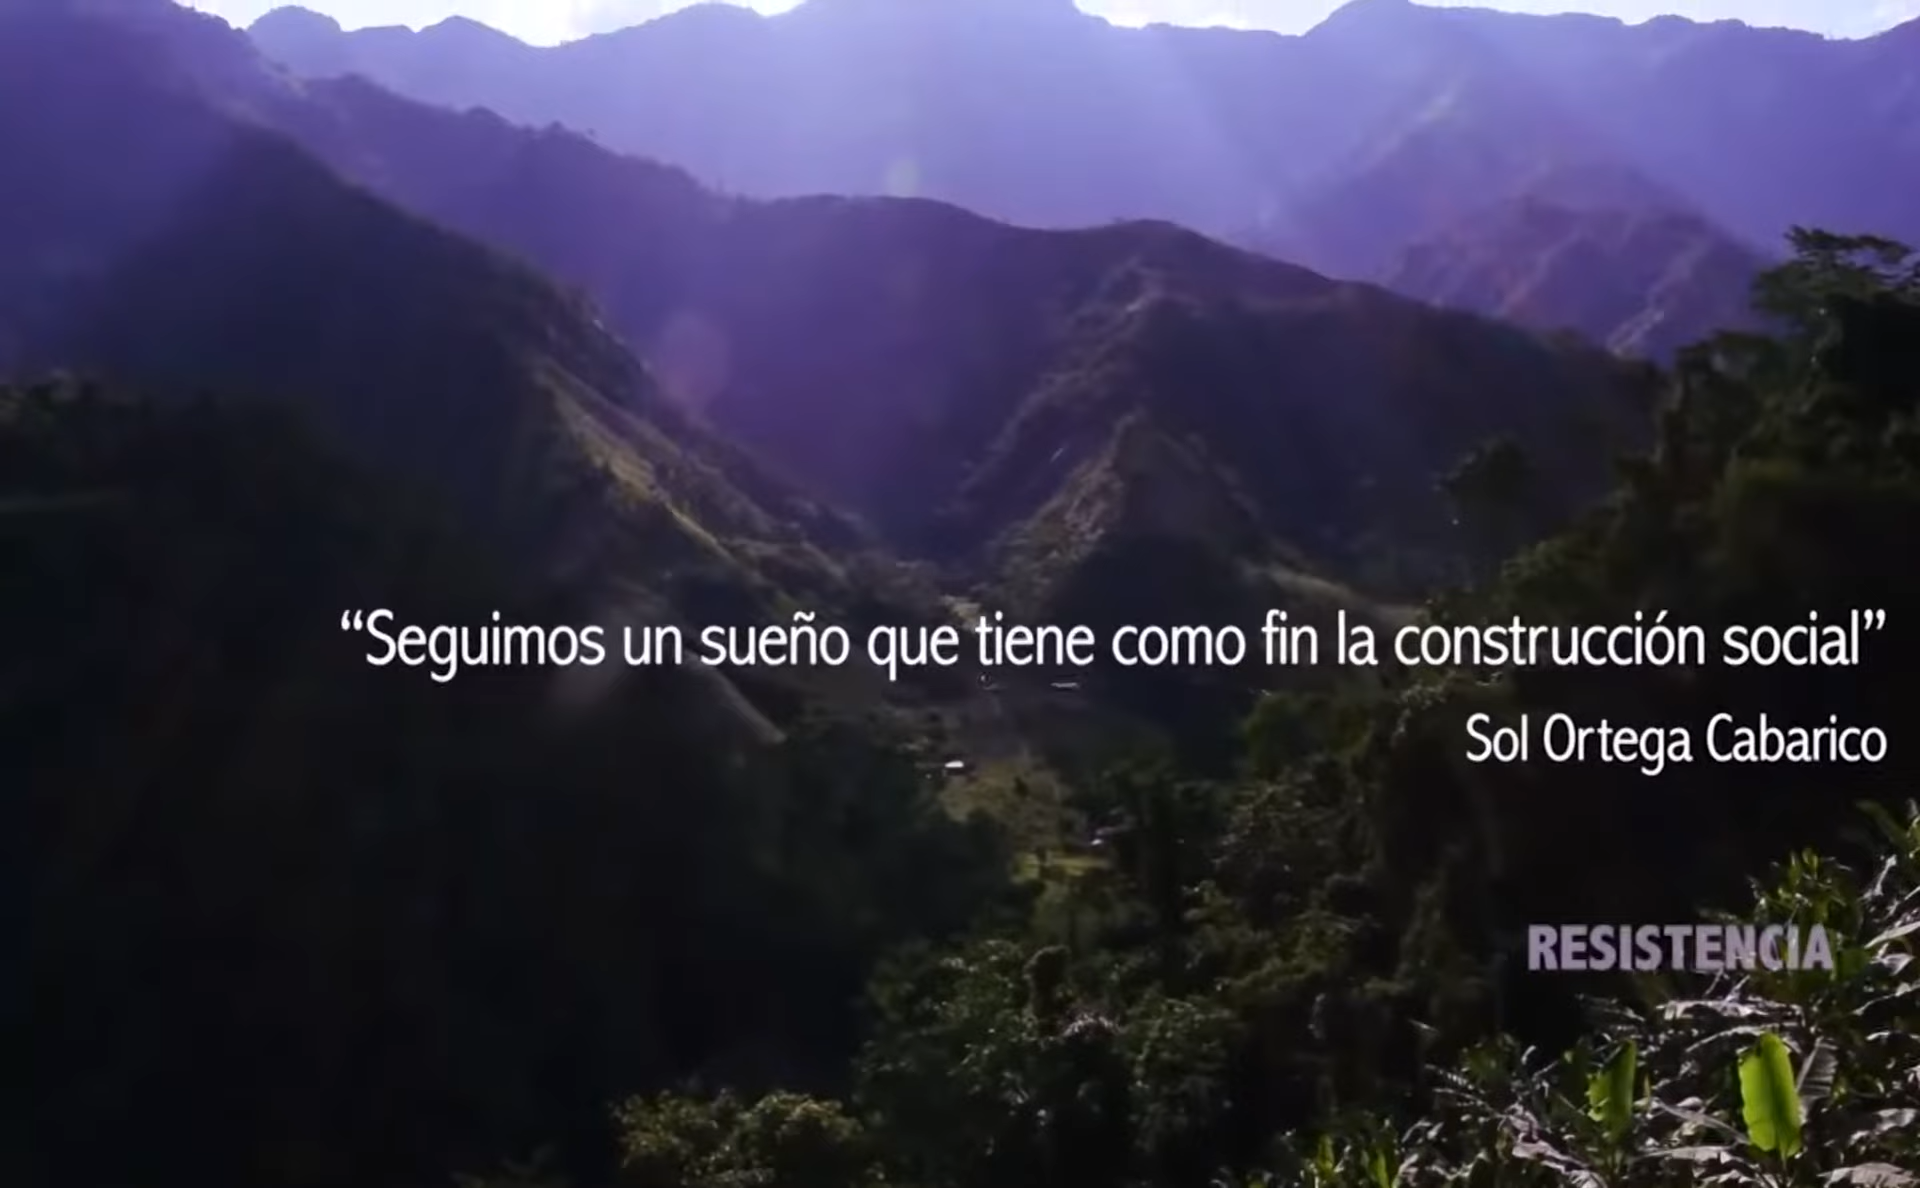 “Seguimos un sueño que tiene como fin la construcción social”
Sol Ortega Cabarico
RESISTENCIA